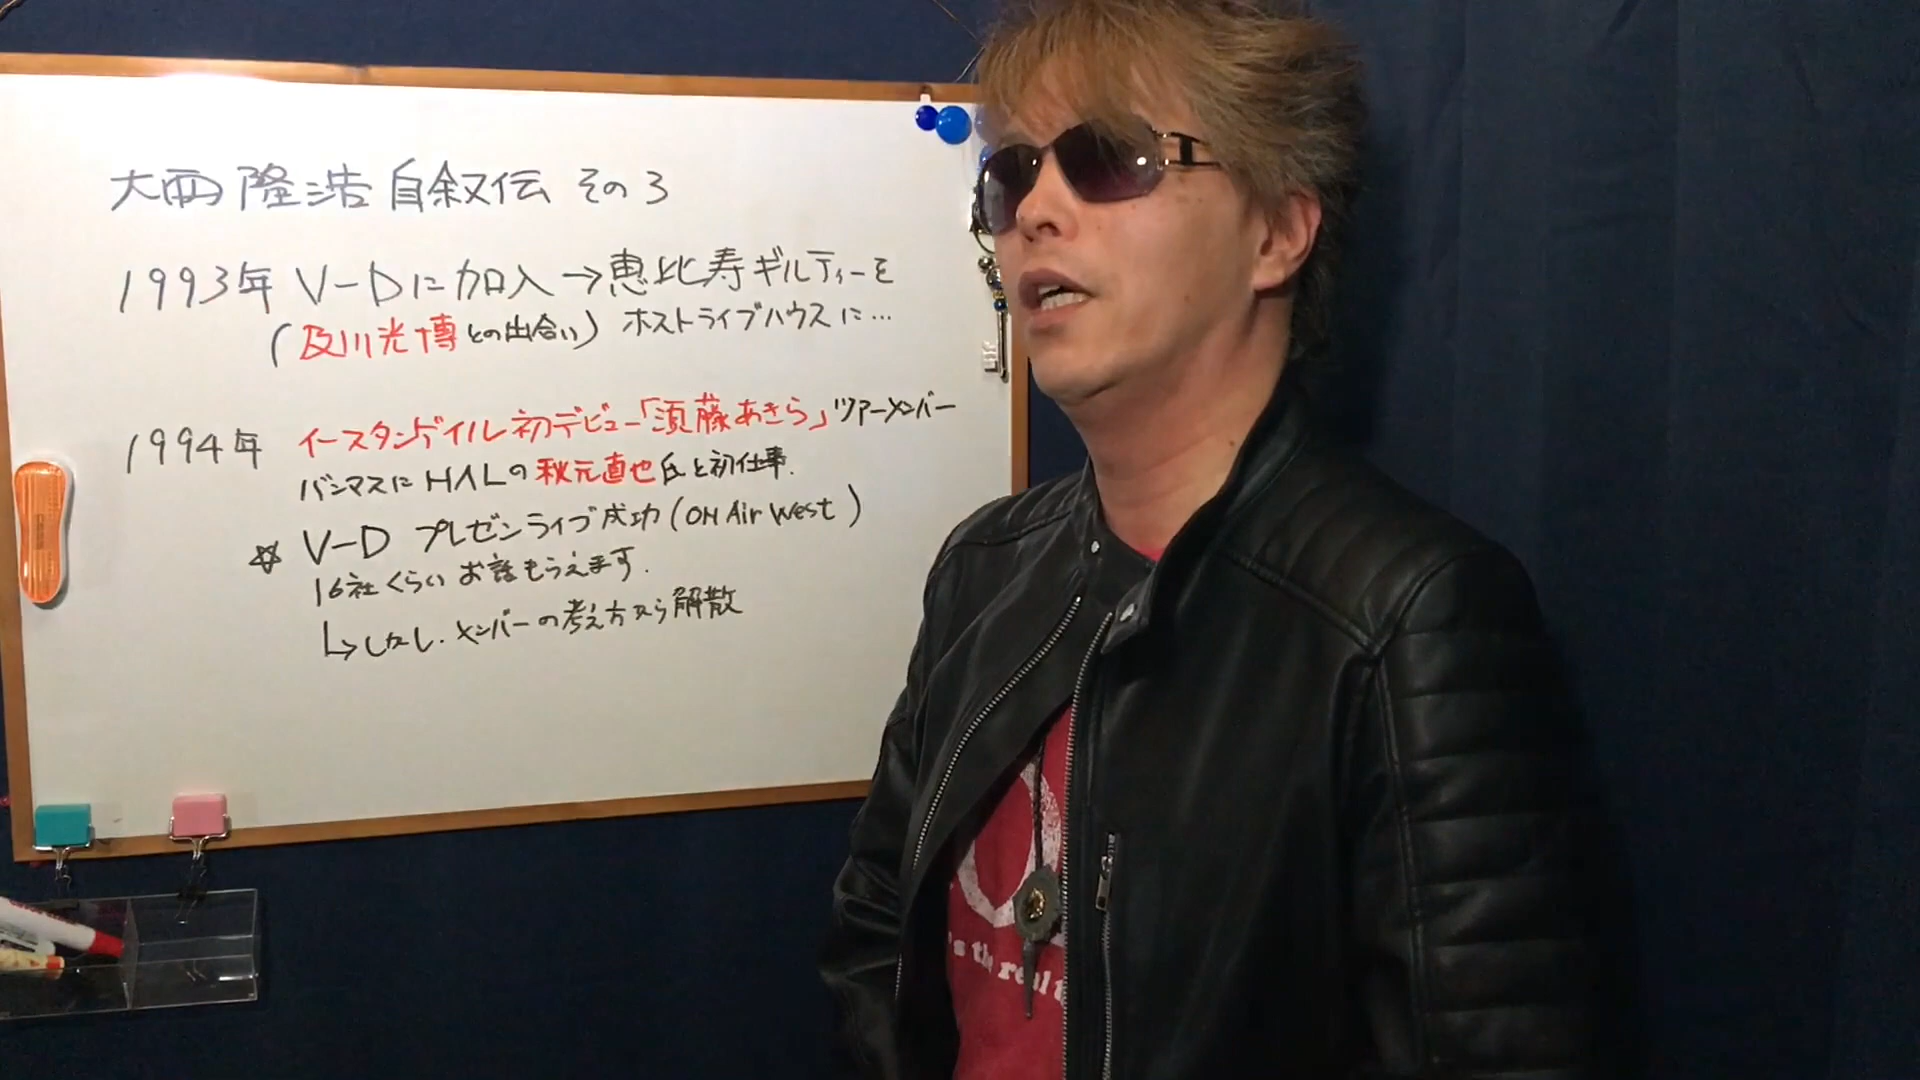 大西隆浩自叙伝 その3
1993年 V-Dに加入→恵比寿ギルティーを
(及川光博との出合い) ホストライブハウスに…
1994年 イースタンゲイル初デビュー「須藤あきら」ツアーメンバー
バンマスにHALの秋元直也氏と初仕事.
☆ V-D プレゼンライブ成功(ON Air West)
16社くらいお話もらえます.
↳しかし.メンバーの考え方から解散
's the real t